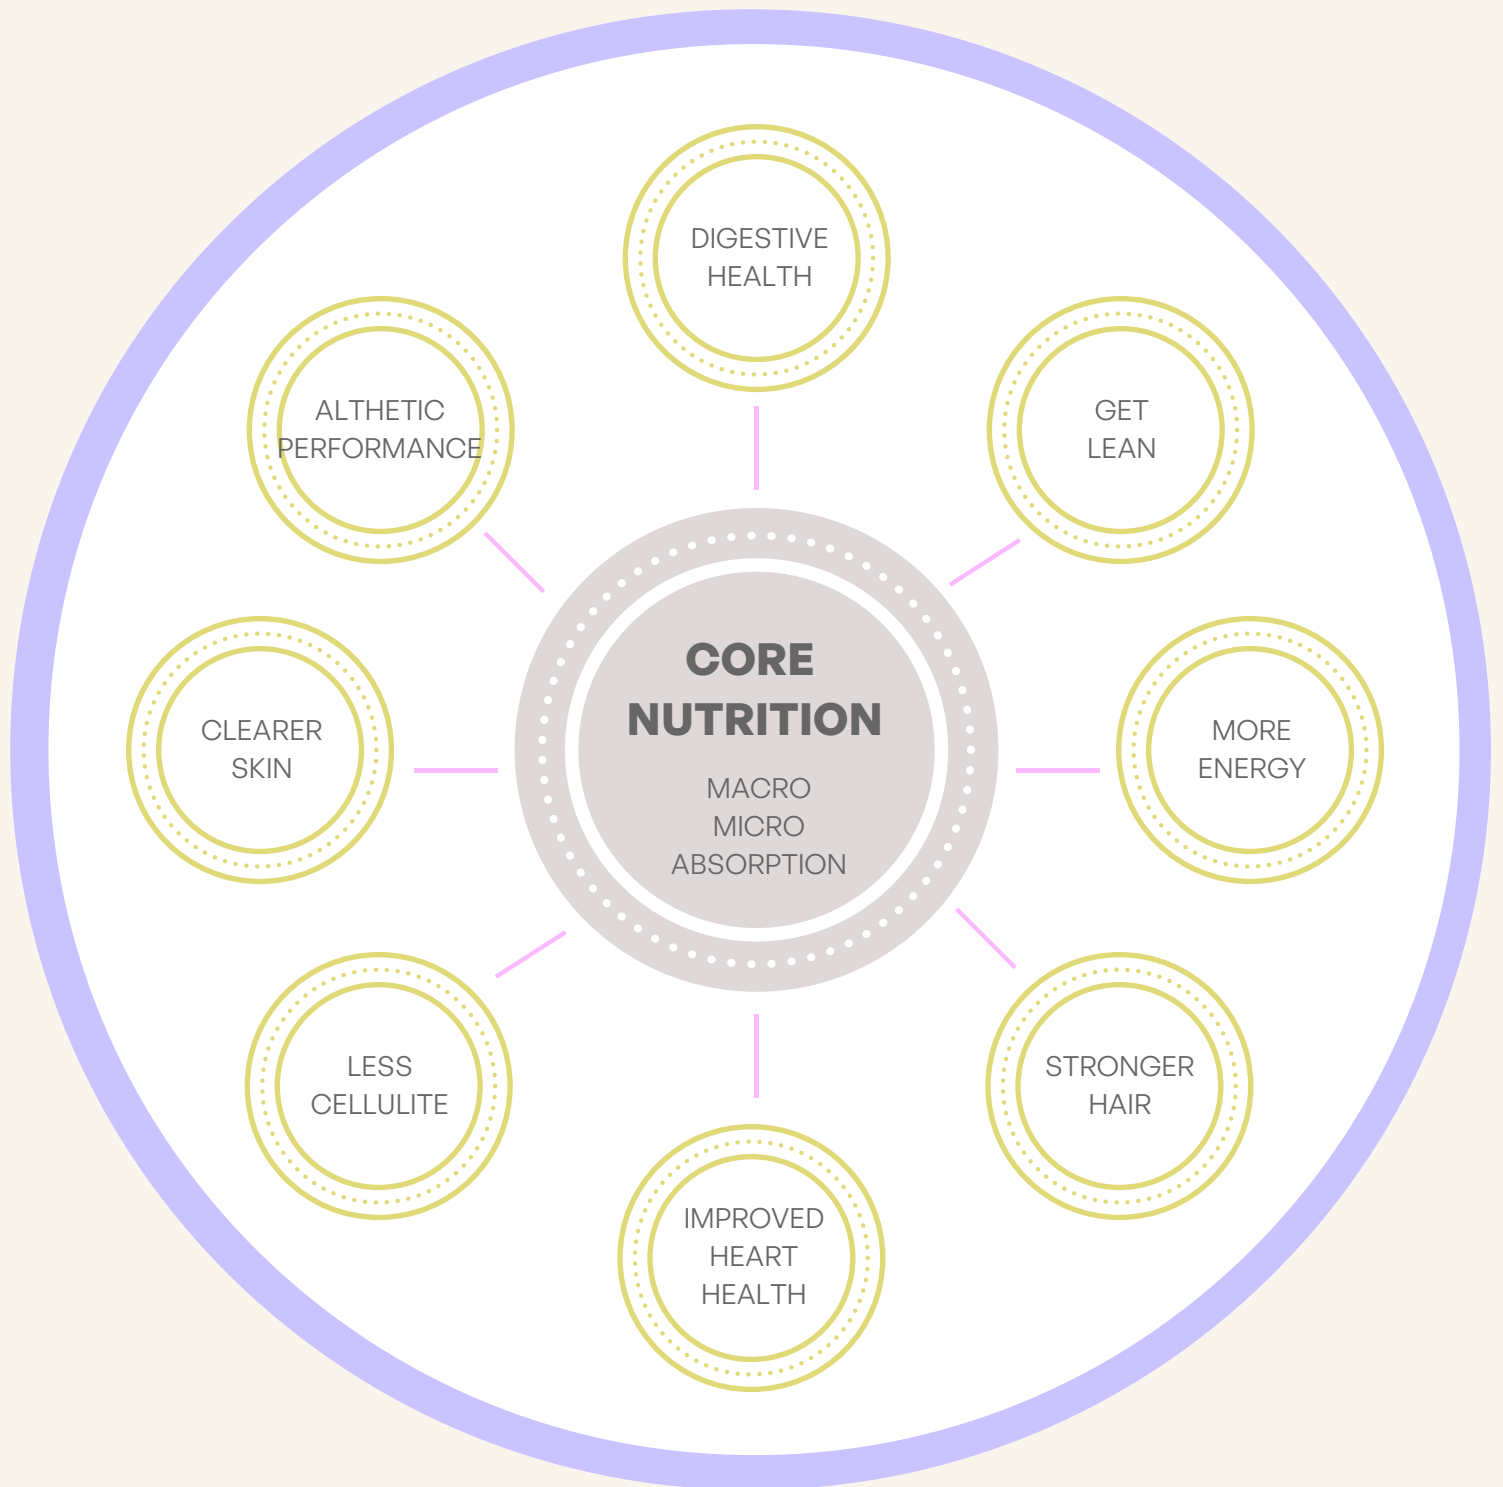 DIGESTIVE
HEALTH
ALTHETIC
PERFORMANCE
GET
LEAN
CORE
NUTRITION
MACRO
MICRO
ABSORPTION
CLEARER
SKIN
MORE
ENERGY
LESS
CELLULITE
STRONGER
HAIR
IMPROVED
HEART
HEALTH